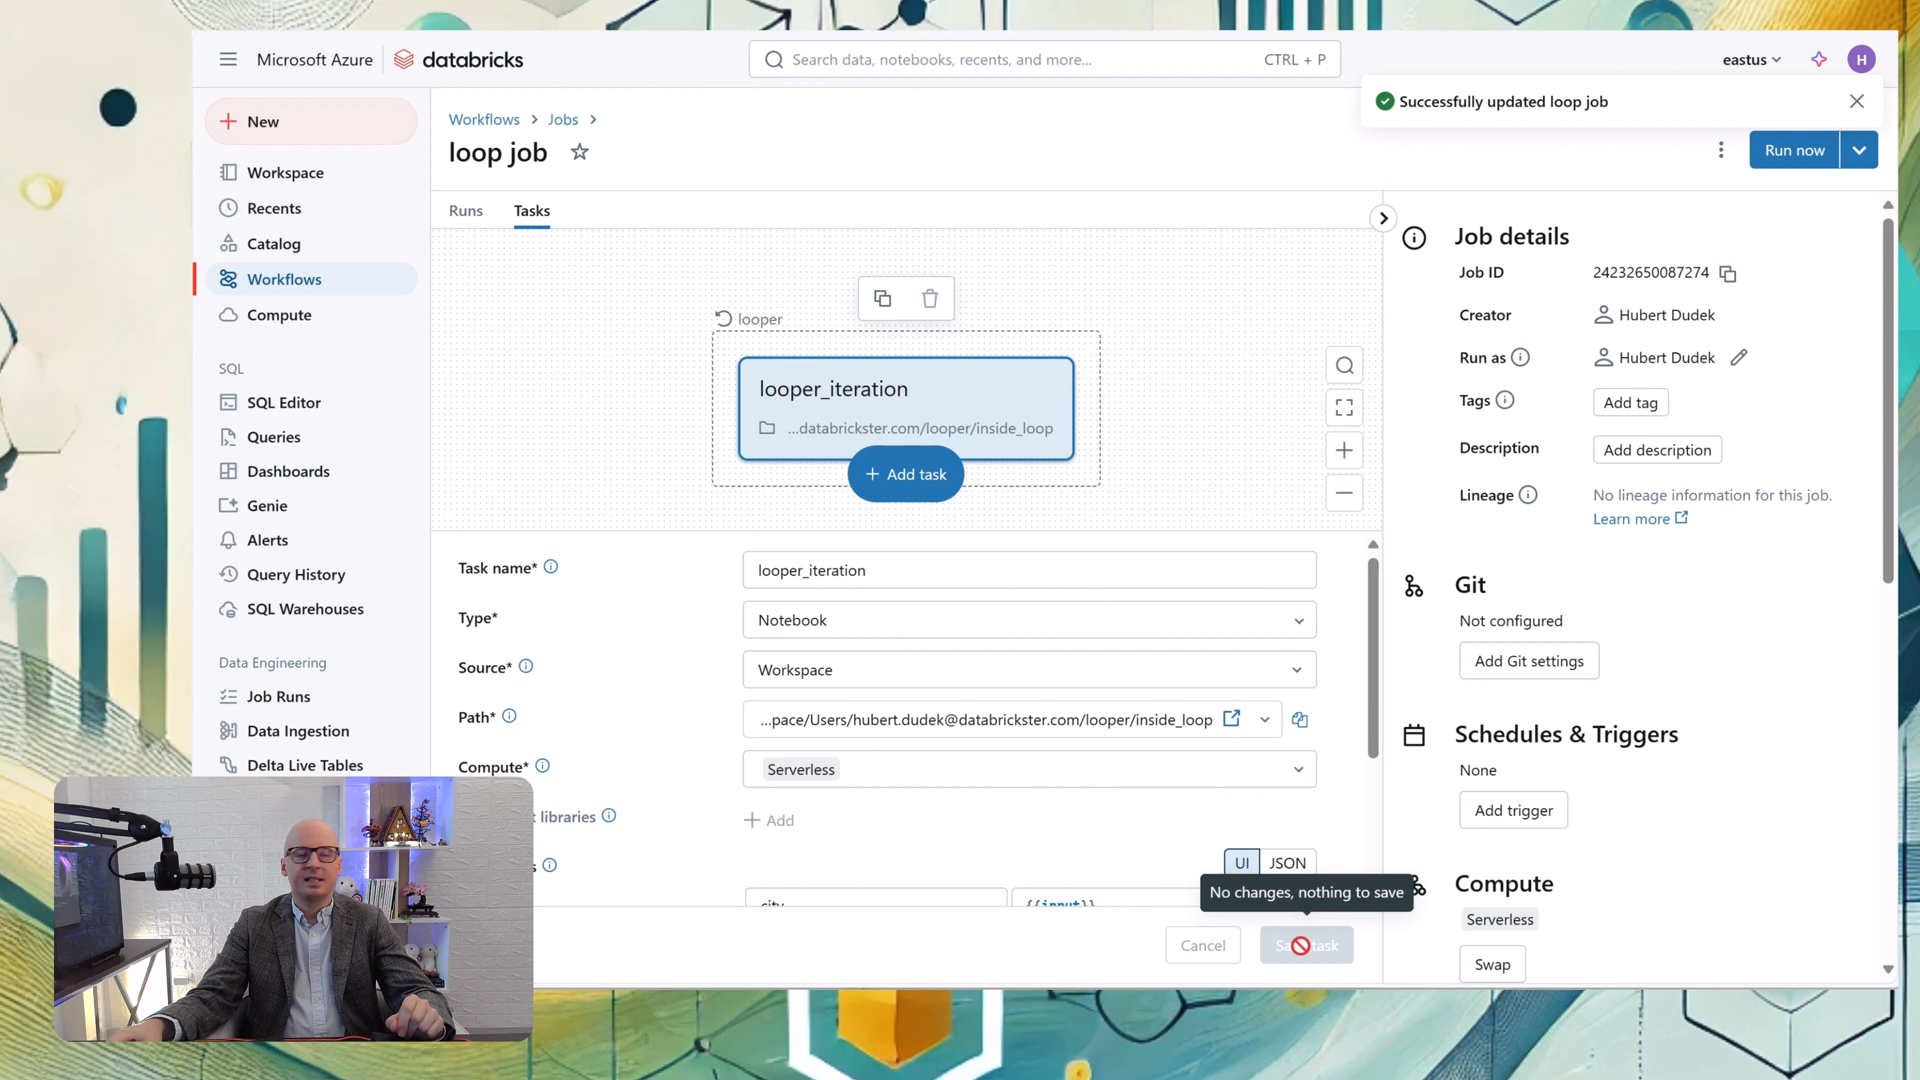 Microsoft Azure
databricks
Search data, notebooks, recents, and more...
CTRL + P
eastus
H
Successfully updated loop job
New
Workspace
Recents
Catalog
Workflows
Compute
SQL
SQL Editor
Queries
Dashboards
Genie
Alerts
Query History
SQL Warehouses
Data Engineering
Job Runs
Data Ingestion
Delta Live Tables
Workflows > Jobs >
loop job
Run now
Runs
Tasks
looper
looper_iteration
...databrickster.com/looper/inside_loop
+ Add task
Task name*
looper_iteration
Type*
Notebook
Source*
Workspace
Path*
...pace/Users/hubert.dudek@databrickster.com/looper/inside_loop
Compute*
Serverless
libraries
+ Add
UI
JSON
city
{{input}}
No changes, nothing to save
Cancel
Job details
Job ID
24232650087274
Creator
Hubert Dudek
Run as
Hubert Dudek
Tags
Add tag
Description
Add description
Lineage
No lineage information for this job.
Learn more
Git
Not configured
Add Git settings
Schedules & Triggers
None
Add trigger
Compute
Serverless
Swap